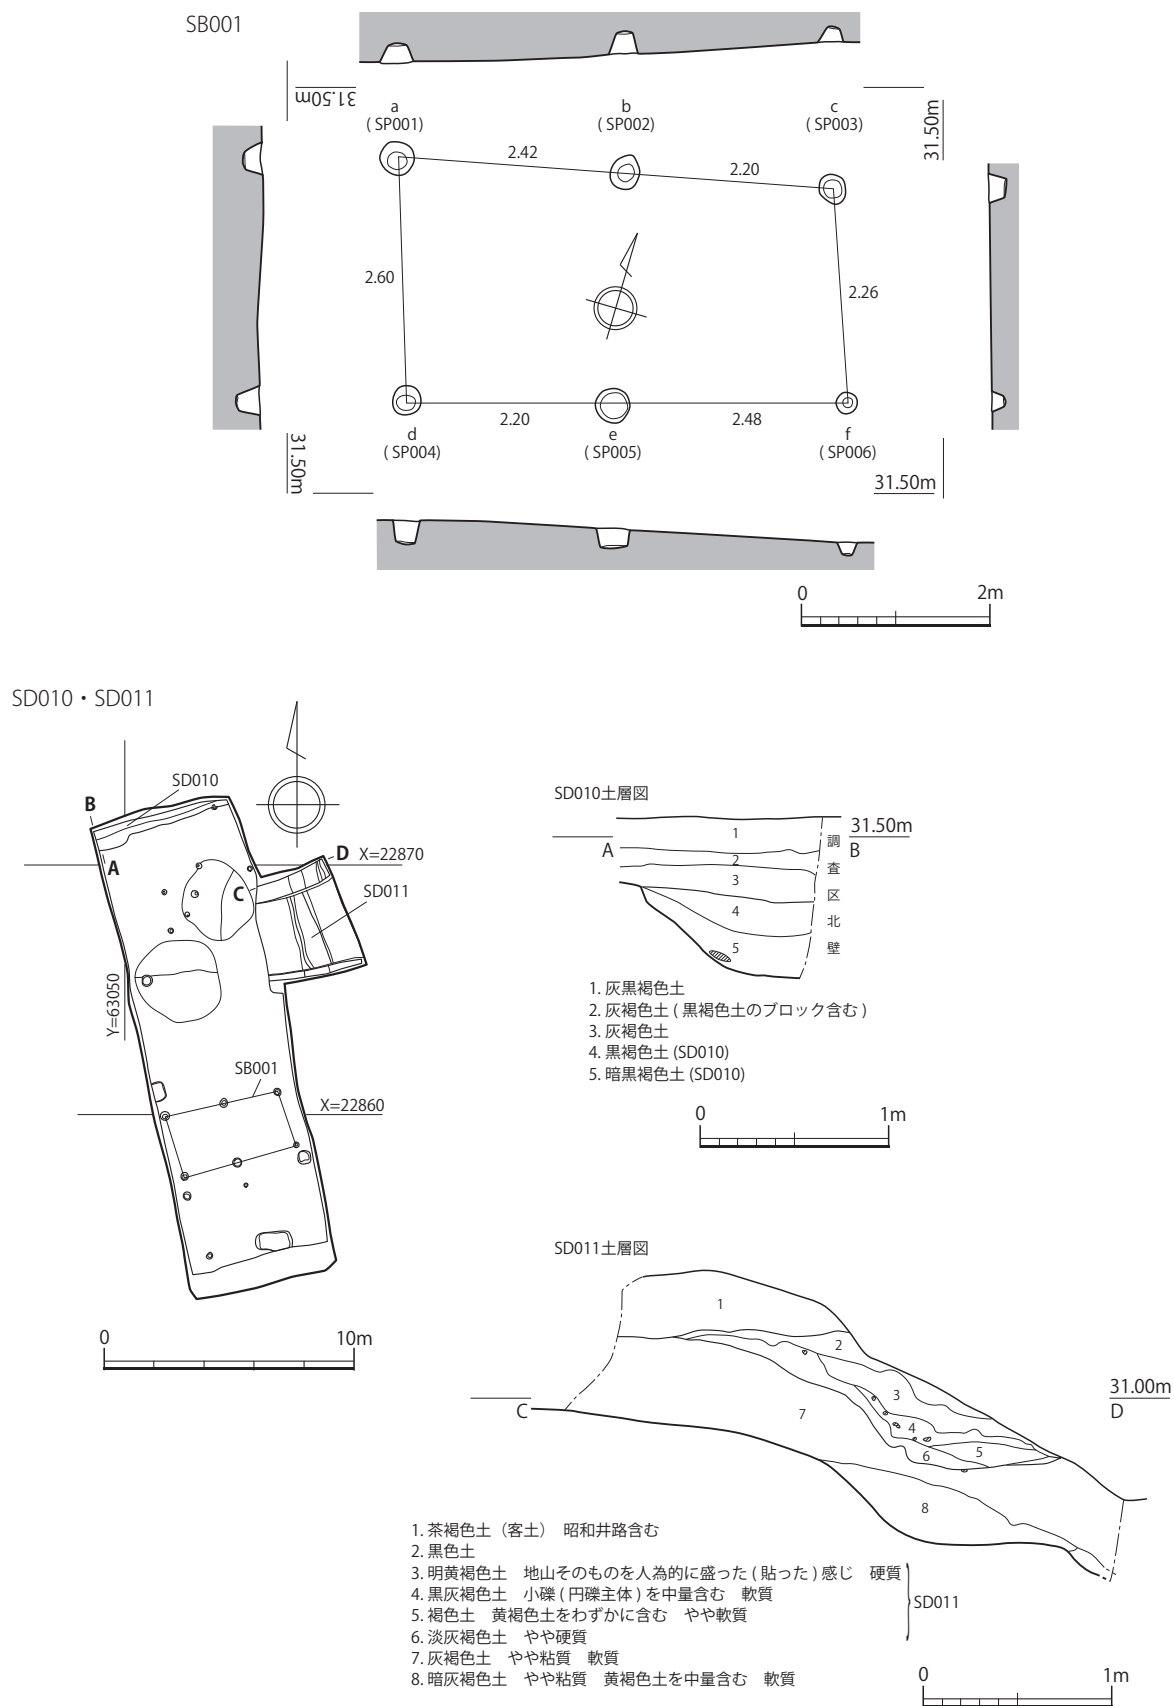 SB001
31.50m
31.50m
a
( SP001)
b
( SP002)
c
( SP003)
2.42
2.20
2.60
2.26
2.20
2.48
d
( SP004)
e
( SP005)
f
( SP006)
31.50m
31.50m
0 2m
SD010・SD011
SD010
B
A
D X=22870
C
SD011
Y=63050
SB001
X=22860
0 10m
SD010土層図
A
31.50m
B
1
2
3
4
5
調査区北壁
1. 灰黒褐色土
2. 灰褐色土 ( 黒褐色土のブロック含む )
3. 灰褐色土
4. 黒褐色土 (SD010)
5. 暗黒褐色土 (SD010)
0 1m
SD011土層図
1
2
3
4
5
6
7
8
C
31.00m
D
1. 茶褐色土（客土） 昭和井路含む
2. 黒色土
3. 明黄褐色土 地山そのものを人為的に盛った ( 貼った ) 感じ 硬質
4. 黒灰褐色土 小礫 ( 円礫主体 ) を中量含む 軟質
5. 褐色土 黄褐色土をわずかに含む やや軟質
6. 淡灰褐色土 やや硬質
SD011
7. 灰褐色土 やや粘質 軟質
8. 暗灰褐色土 やや粘質 黄褐色土を中量含む 軟質
0 1m